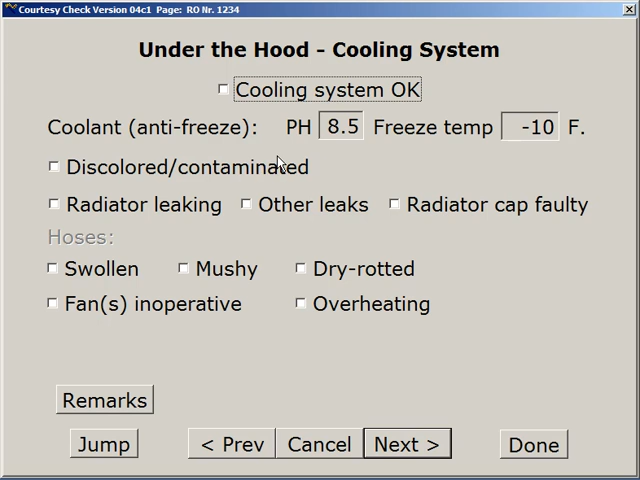 Courtesy Check Version 04c1 Page: RO Nr. 1234
Under the Hood - Cooling System
Cooling system OK
Coolant (anti-freeze): PH 8.5 Freeze temp -10 F.
Discolored/contaminated
Radiator leaking Other leaks Radiator cap faulty
Hoses:
Swollen Mushy Dry-rotted
Fan(s) inoperative Overheating
Remarks
Jump < Prev Cancel Next > Done